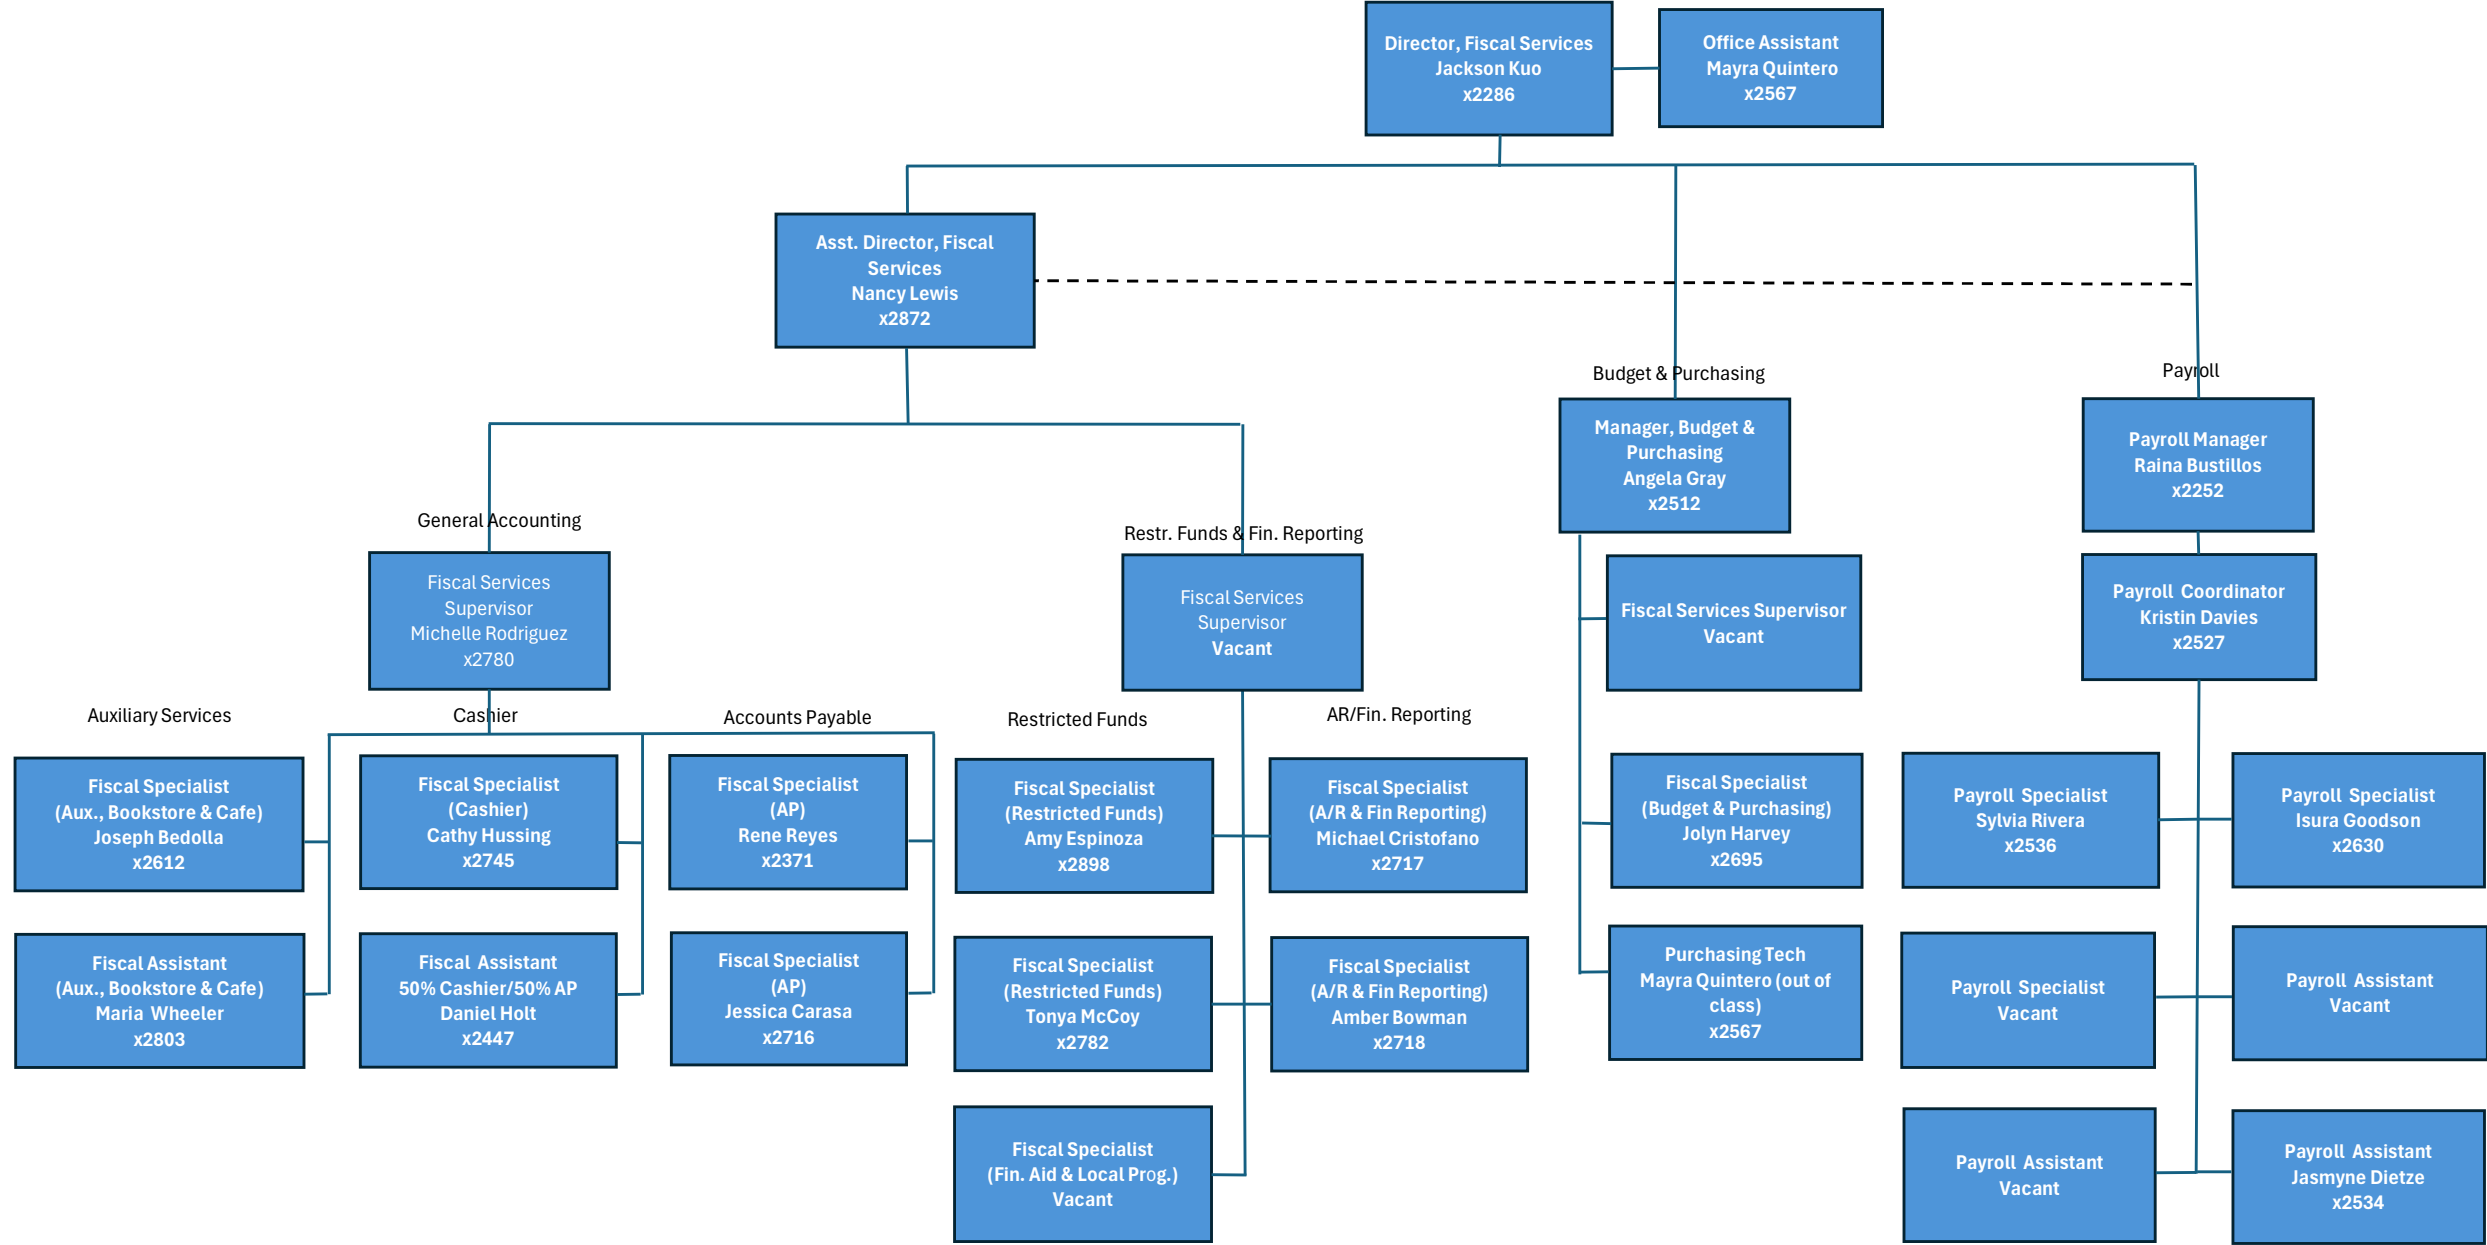 Director, Fiscal Services
Jackson Kuo
x2286
Office Assistant
Mayra Quintero
x2567
Asst. Director, Fiscal
Services
Nancy Lewis
x2872
Budget & Purchasing
Manager, Budget &
Purchasing
Angela Gray
x2512
Payroll
Payroll Manager
Raina Bustillos
x2252
General Accounting
Fiscal Services
Supervisor
Michelle Rodriguez
x2780
Restr. Funds & Fin. Reporting
Fiscal Services
Supervisor
Vacant
Fiscal Services Supervisor
Vacant
Payroll Coordinator
Kristin Davies
x2527
Auxiliary Services
Cashier
Accounts Payable
Restricted Funds
AR/Fin. Reporting
Fiscal Specialist
(Aux., Bookstore & Cafe)
Joseph Bedolla
x2612
Fiscal Specialist
(Cashier)
Cathy Hussing
x2745
Fiscal Specialist
(AP)
Rene Reyes
x2371
Fiscal Specialist
(Restricted Funds)
Amy Espinoza
x2898
Fiscal Specialist
(A/R & Fin Reporting)
Michael Cristofano
x2717
Fiscal Specialist
(Budget & Purchasing)
Jolyn Harvey
x2695
Payroll Specialist
Sylvia Rivera
x2536
Payroll Specialist
Isura Goodson
x2630
Fiscal Assistant
(Aux., Bookstore & Cafe)
Maria Wheeler
x2803
Fiscal Assistant
50% Cashier/50% AP
Daniel Holt
x2447
Fiscal Specialist
(AP)
Jessica Carasa
x2716
Fiscal Specialist
(Restricted Funds)
Tonya McCoy
x2782
Fiscal Specialist
(A/R & Fin Reporting)
Amber Bowman
x2718
Purchasing Tech
Mayra Quintero (out of
class)
x2567
Payroll Specialist
Vacant
Payroll Assistant
Vacant
Fiscal Specialist
(Fin. Aid & Local Prog.)
Vacant
Payroll Assistant
Vacant
Payroll Assistant
Jasmyne Dietze
x2534